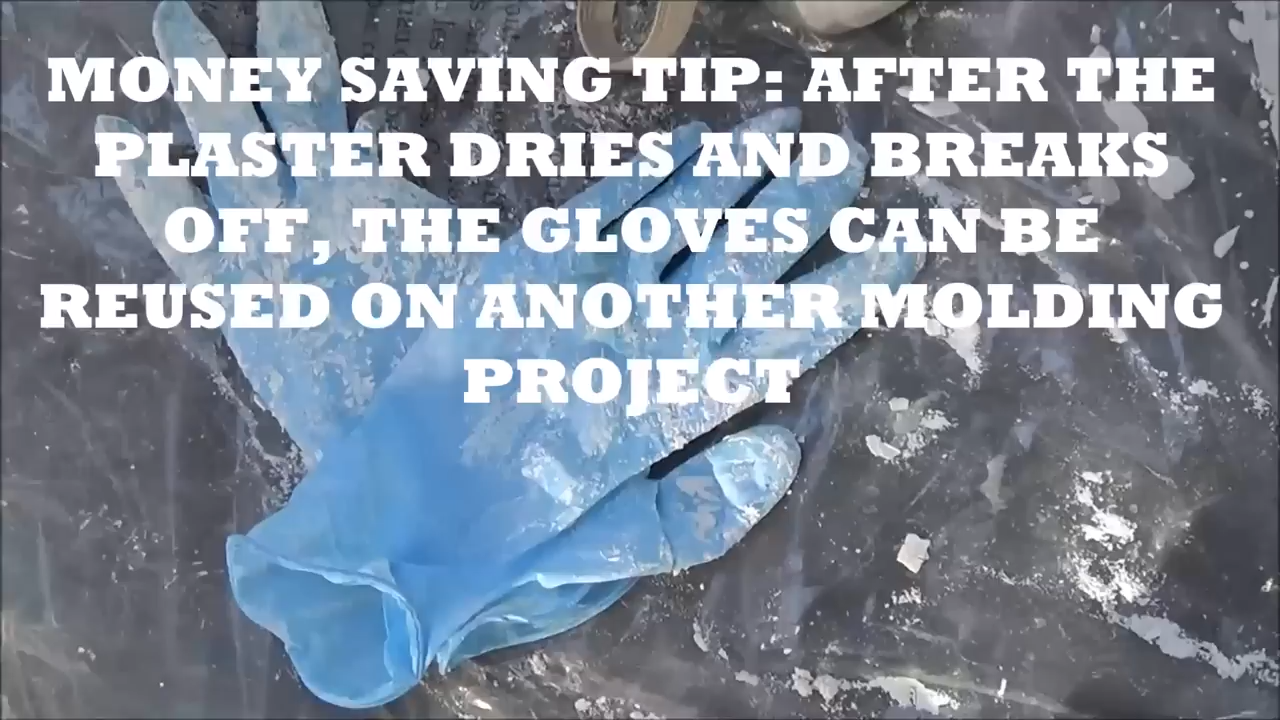 MONEY SAVING TIP: AFTER THE
PLASTER DRIES AND BREAKS
OFF, THE GLOVES CAN BE
REUSED ON ANOTHER MOLDING
PROJECT